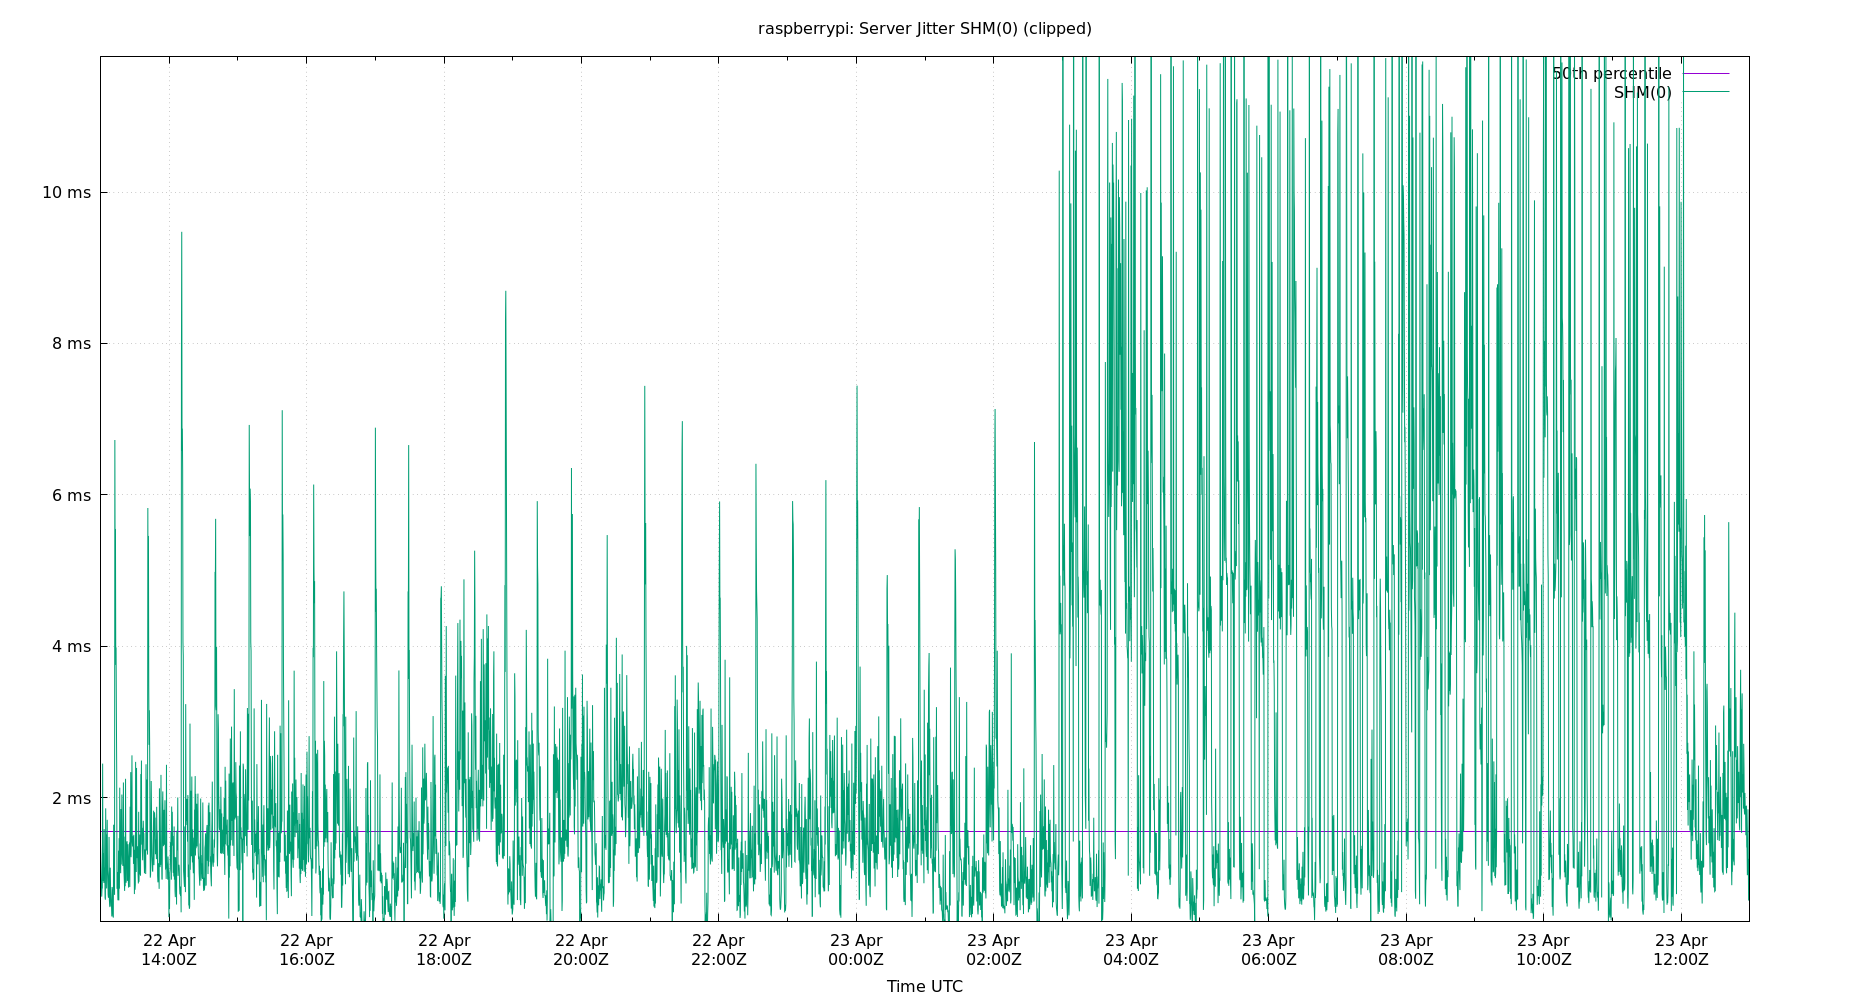 raspberrypi: Server Jitter SHM(0) (clipped)
50th percentile
SHM(0)
10 ms
8 ms
6 ms
4 ms
2 ms
22 Apr 22 Apr 22 Apr 22 Apr 22 Apr 23 Apr 23 Apr 23 Apr 23 Apr 23 Apr 23 Apr 23 Apr
14:00Z 16:00Z 18:00Z 20:00Z 22:00Z 00:00Z 02:00Z 04:00Z 06:00Z 08:00Z 10:00Z 12:00Z
Time UTC